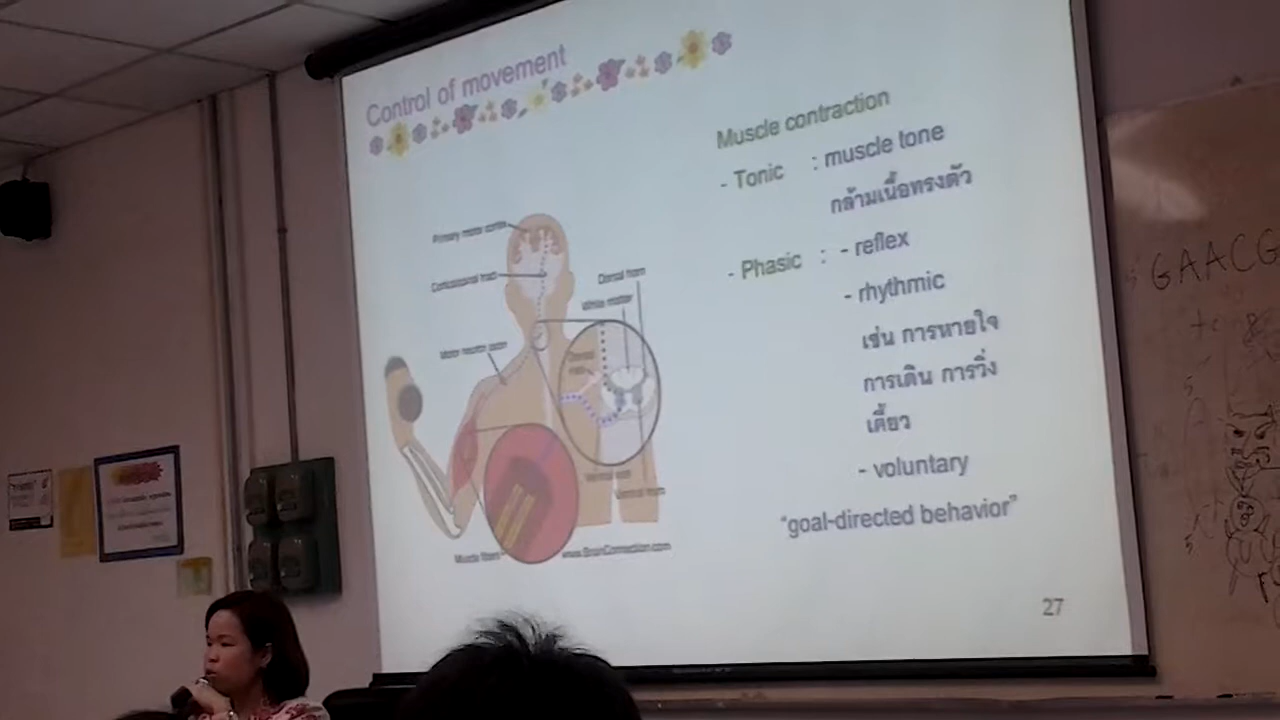 Control of movement
Muscle contraction
- Tonic : muscle tone
กล้ามเนื้อทรงตัว
- Phasic : - reflex
- rhythmic
เช่น การหายใจ
การเดิน การวิ่ง
เคี้ยว
- voluntary
"goal-directed behavior"
27
Primary motor cortex
Corticospinal tract
Dorsal horn
White matter
Motor neuron axon
Ventral horn
Muscle fibers
www.BrainConnection.com
GAACG